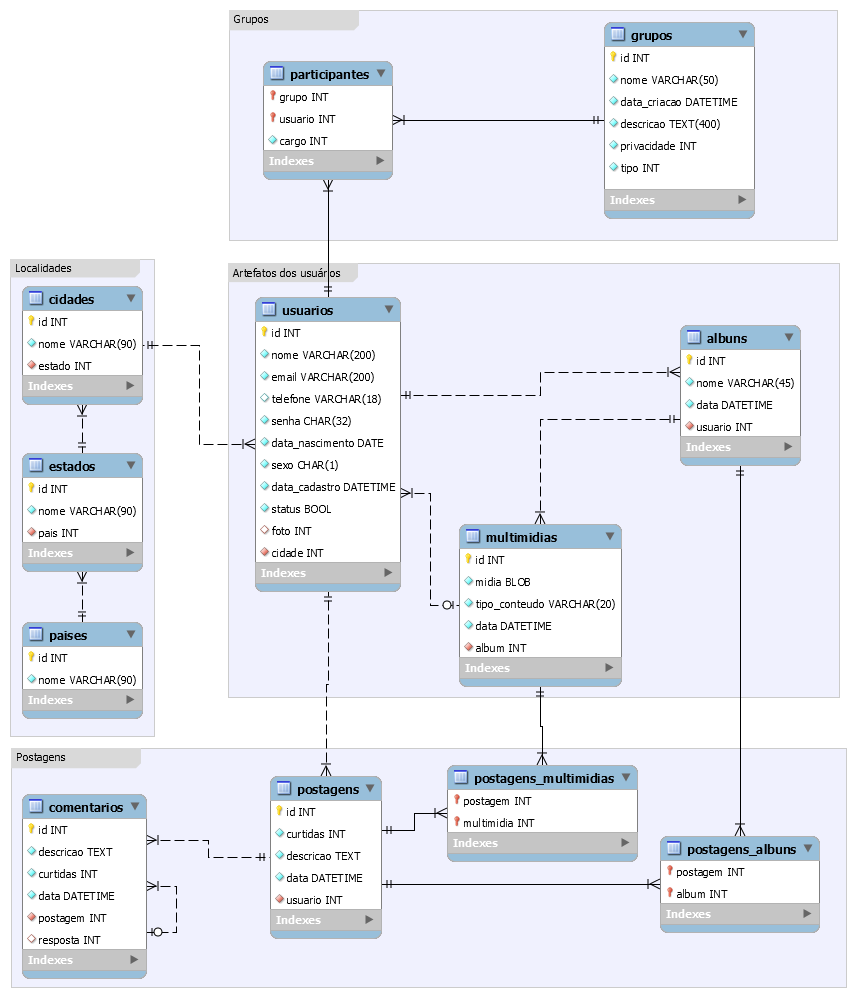 Grupos
participantes
grupo INT
usuario INT
cargo INT
Indexes
grupos
id INT
nome VARCHAR(50)
data_criacao DATETIME
descricao TEXT(400)
privacidade INT
tipo INT
Indexes
Localidades
cidades
id INT
nome VARCHAR(90)
estado INT
Indexes
estados
id INT
nome VARCHAR(90)
pais INT
Indexes
paises
id INT
nome VARCHAR(90)
Indexes
Artefatos dos usuários
usuarios
id INT
nome VARCHAR(200)
email VARCHAR(200)
telefone VARCHAR(18)
senha CHAR(32)
data_nascimento DATE
sexo CHAR(1)
data_cadastro DATETIME
status BOOL
foto INT
cidade INT
Indexes
albuns
id INT
nome VARCHAR(45)
data DATETIME
usuario INT
Indexes
multimidias
id INT
midia BLOB
tipo_conteudo VARCHAR(20)
data DATETIME
album INT
Indexes
Postagens
comentarios
id INT
descricao TEXT
curtidas INT
data DATETIME
postagem INT
resposta INT
Indexes
postagens
id INT
curtidas INT
descricao TEXT
data DATETIME
usuario INT
Indexes
postagens_multimidias
postagem INT
multimidia INT
Indexes
postagens_albuns
postagem INT
album INT
Indexes